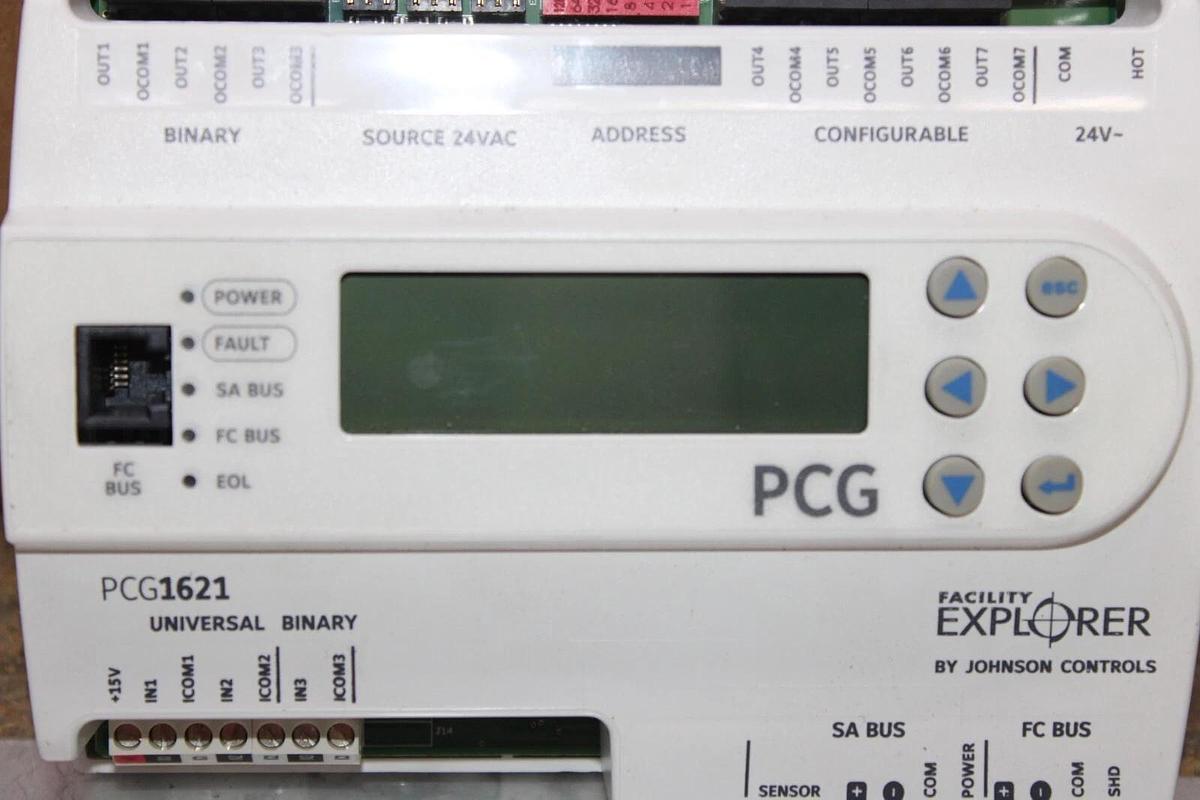 OUT1 OCOM1 OUT2 OCOM2 OUT3 OCOM3 OUT4 OCOM4 OUT5 OCOM5 OUT6 OCOM6 OUT7 OCOM7 COM HOT
BINARY SOURCE 24VAC ADDRESS CONFIGURABLE 24V~
POWER
FAULT
SA BUS
FC BUS
EOL
FC
BUS
esc
PCG
PCG1621
UNIVERSAL BINARY
+15V IN1 ICOM1 IN2 ICOM2 IN3 ICOM3
J14
FACILITY
EXPLORER
BY JOHNSON CONTROLS
SA BUS FC BUS
SENSOR + - COM POWER + - COM SHD